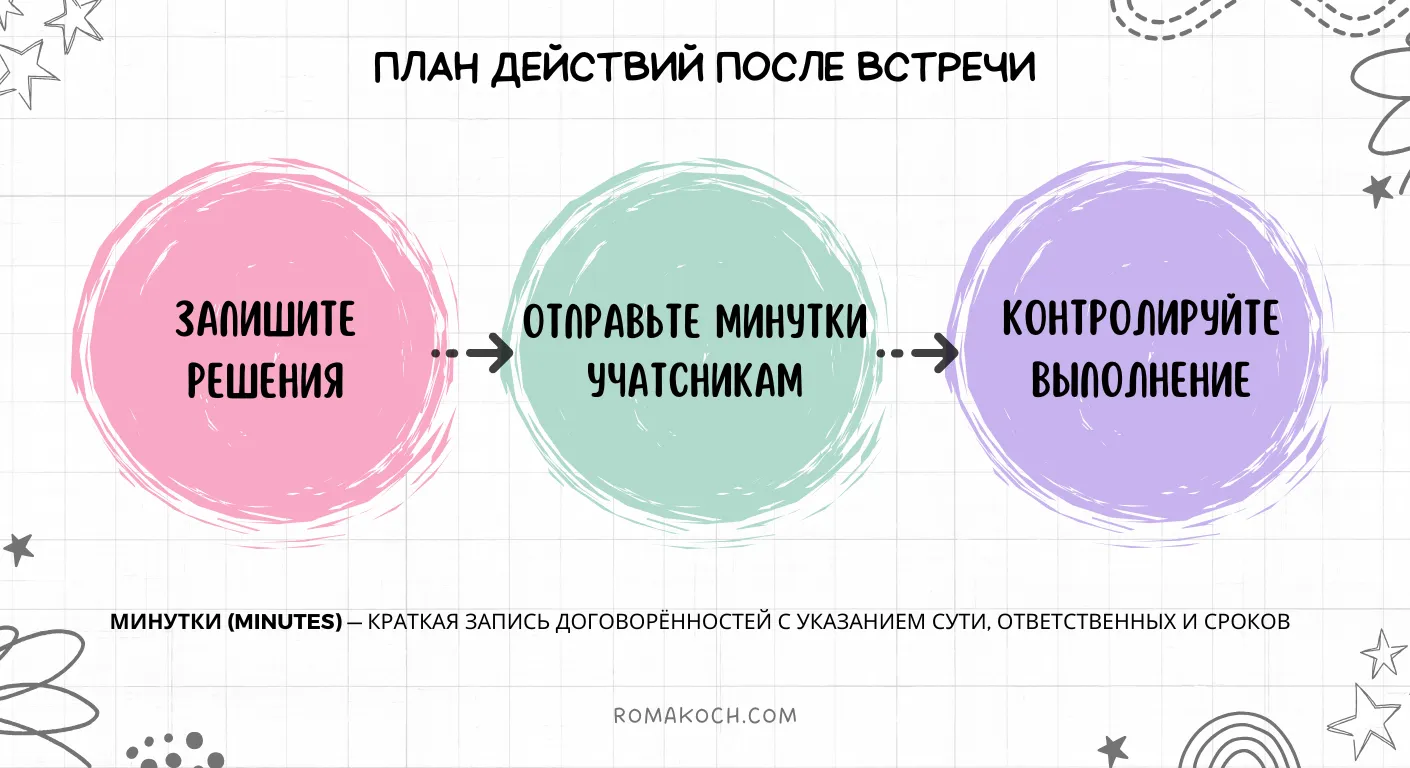 ПЛАН ДЕЙСТВИЙ ПОСЛЕ ВСТРЕЧИ
ЗАПИШИТЕ
РЕШЕНИЯ
ОТПРАВЬТЕ МИНУТКИ
УЧАТСНИКАМ
КОНТРОЛИРУЙТЕ
ВЫПОЛНЕНИЕ
МИНУТКИ (MINUTES) — КРАТКАЯ ЗАПИСЬ ДОГОВОРЁННОСТЕЙ С УКАЗАНИЕМ СУТИ, ОТВЕТСТВЕННЫХ И СРОКОВ
ROMAKOCH.COM